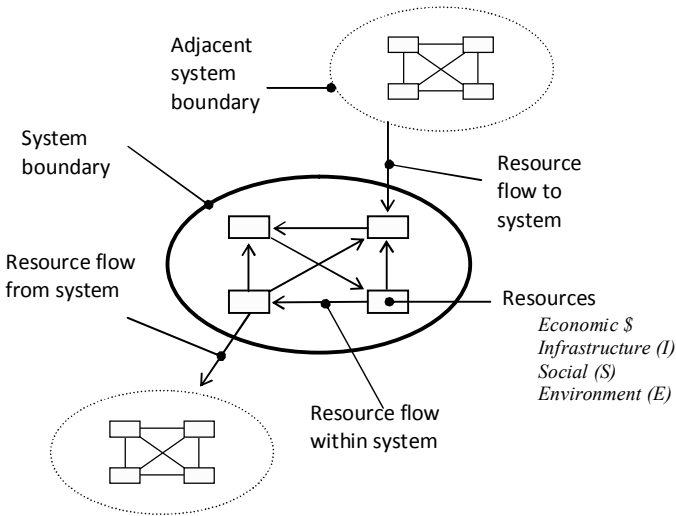 Adjacent
system
boundary
System
boundary
Resource
flow to
system
Resource flow
from system
Resources
Economic $
Infrastructure (I)
Social (S)
Environment (E)
Resource flow
within system